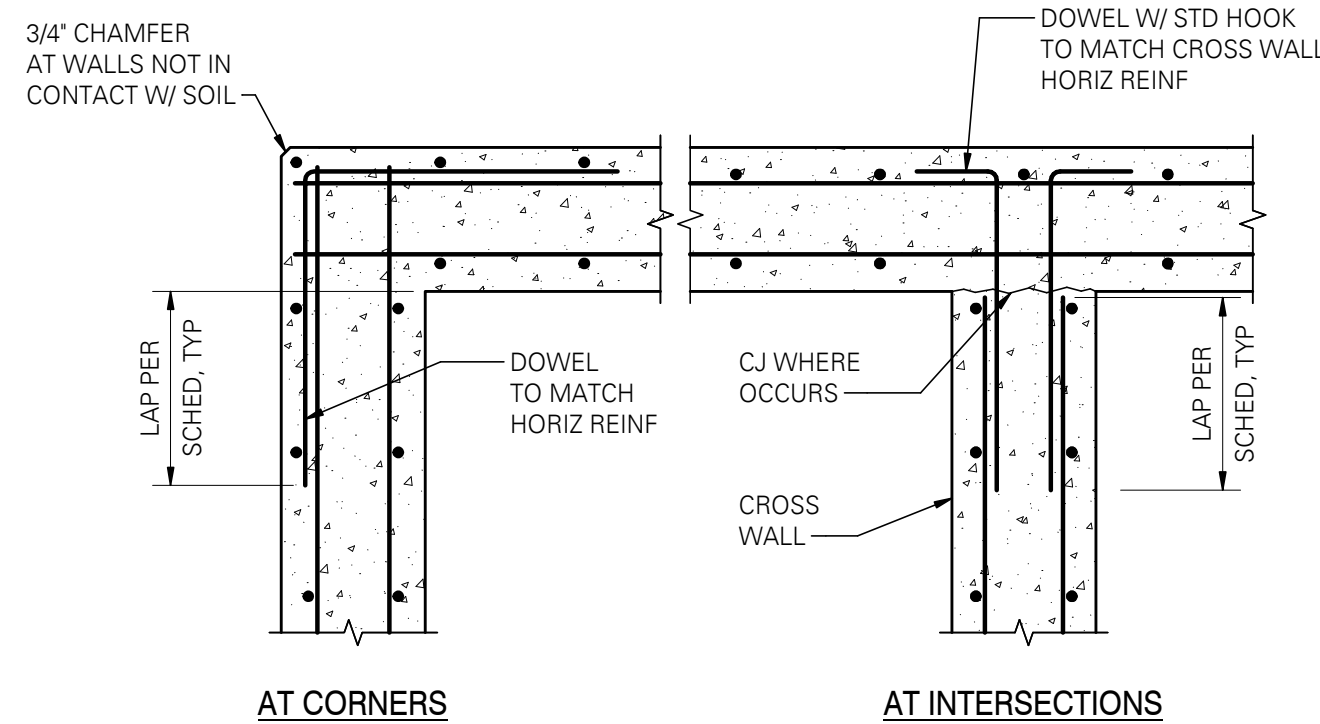 3/4" CHAMFER
AT WALLS NOT IN
CONTACT W/ SOIL
DOWEL W/ STD HOOK
TO MATCH CROSS WALL
HORIZ REINF
LAP PER
SCHED, TYP
DOWEL
TO MATCH
HORIZ REINF
CJ WHERE
OCCURS
CROSS
WALL
LAP PER
SCHED, TYP
AT CORNERS
AT INTERSECTIONS